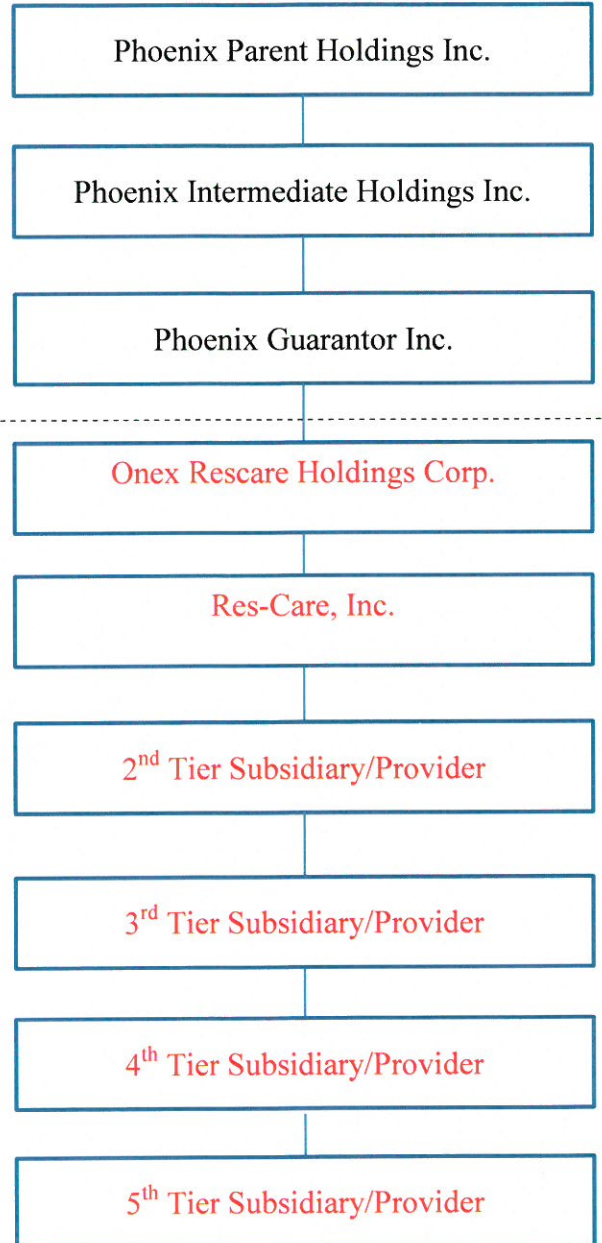 Phoenix Parent Holdings Inc.
Phoenix Intermediate Holdings Inc.
Phoenix Guarantor Inc.
Onex Rescare Holdings Corp.
Res-Care, Inc.
2nd Tier Subsidiary/Provider
3rd Tier Subsidiary/Provider
4th Tier Subsidiary/Provider
5th Tier Subsidiary/Provider